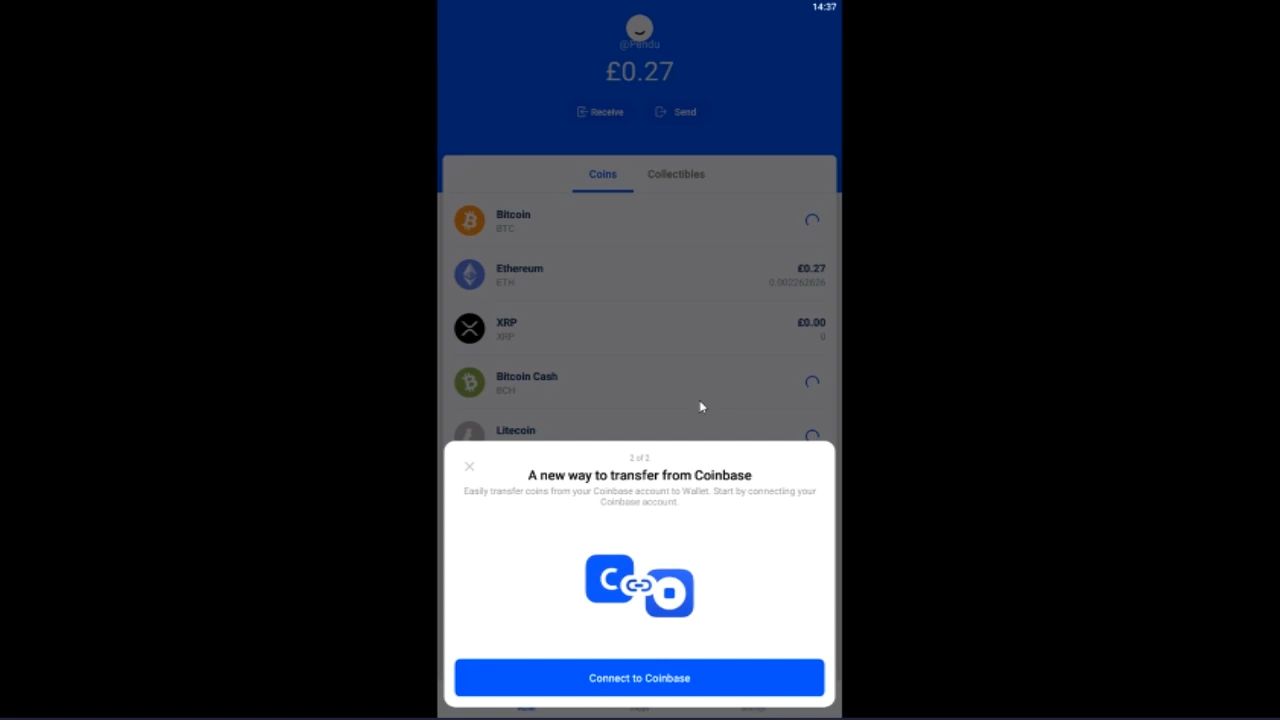 14:37
@Pendu
£0.27
Receive Send
Coins Collectibles
Bitcoin
BTC
Ethereum £0.27
ETH 0.002262626
XRP £0.00
XRP 0
Bitcoin Cash
BCH
Litecoin
2 of 2
A new way to transfer from Coinbase
Easily transfer coins from your Coinbase account to Wallet. Start by connecting your
Coinbase account.
Connect to Coinbase